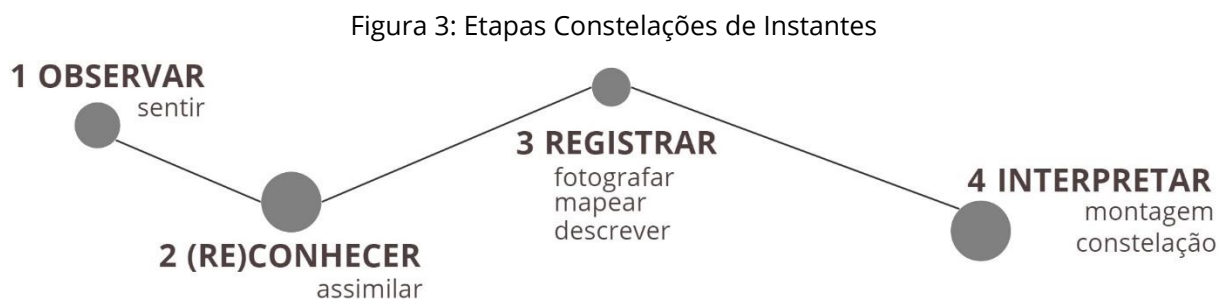 Figura 3: Etapas Constelações de Instantes
1 OBSERVAR
sentir
2 (RE)CONHECER
assimilar
3 REGISTRAR
fotografar
mapear
descrever
4 INTERPRETAR
montagem
constelação